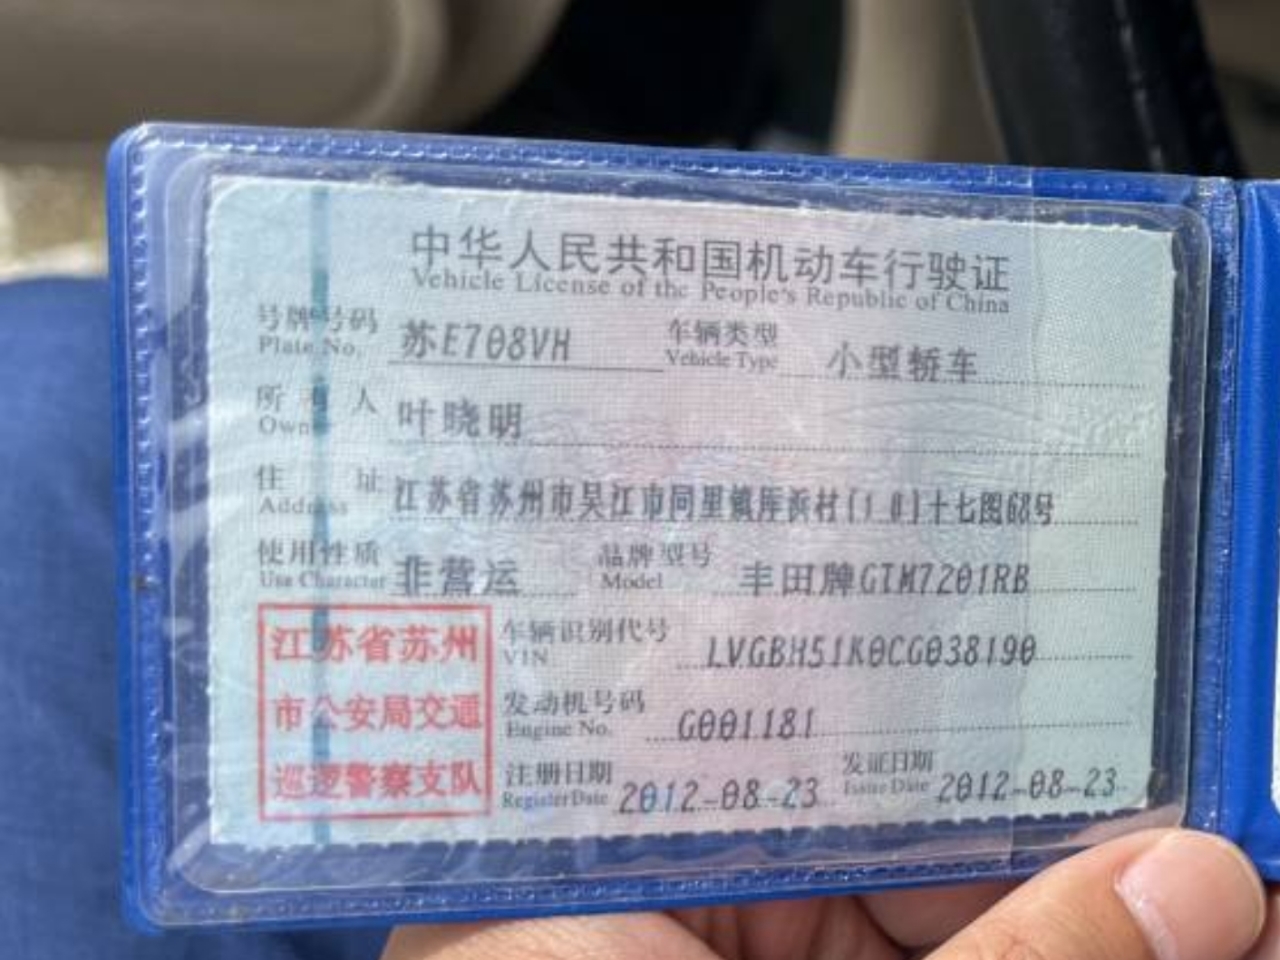 中华人民共和国机动车行驶证
Vehicle License of the People's Republic of China
号牌号码 苏E708VH 车辆类型 小型轿车
Plate No. Vehicle Type
所有人 叶晓明
Owner
住址 江苏省苏州市吴江市同里镇库浜村(10)十七图68号
Address
使用性质 非营运 品牌型号 丰田牌GTM7201RB
Use Character Model
江苏省苏州
市公安局交通
巡逻警察支队
车辆识别代号 LVGBH51K0CG038190
VIN
发动机号码 G001181
Engine No.
注册日期 2012-08-23 发证日期 2012-08-23
Register Date Issue Date